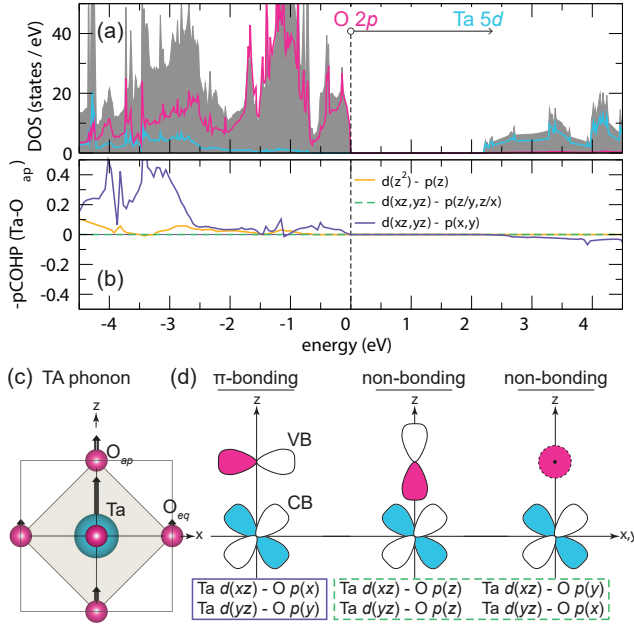 (a)
O 2p
Ta 5d
DOS (states / eV)
40
20
0
-pCOHP (Ta-O ap)
0.4
0.2
0
-0.2
-0.4
d(z²) - p(z)
d(xz,yz) - p(z/y,z/x)
d(xz,yz) - p(x,y)
(b)
-4 -3 -2 -1 0 1 2 3 4
energy (eV)
(c) TA phonon
z
O ap
Ta
O eq
x
(d)
π-bonding
non-bonding
non-bonding
z
z
z
VB
CB
x,y
Ta d(xz) - O p(x)
Ta d(yz) - O p(y)
Ta d(xz) - O p(z)
Ta d(yz) - O p(z)
Ta d(xz) - O p(y)
Ta d(yz) - O p(x)